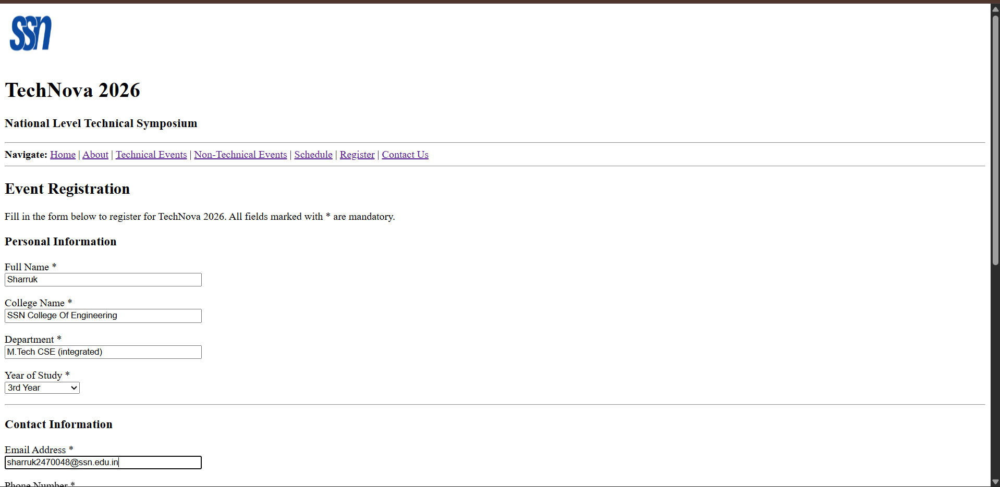 ssn
TechNova 2026
National Level Technical Symposium
Navigate: Home | About | Technical Events | Non-Technical Events | Schedule | Register | Contact Us
Event Registration
Fill in the form below to register for TechNova 2026. All fields marked with * are mandatory.
Personal Information
Full Name *
Sharruk
College Name *
SSN College Of Engineering
Department *
M.Tech CSE (integrated)
Year of Study *
3rd Year
Contact Information
Email Address *
sharruk2470048@ssn.edu.in
Phone Number *